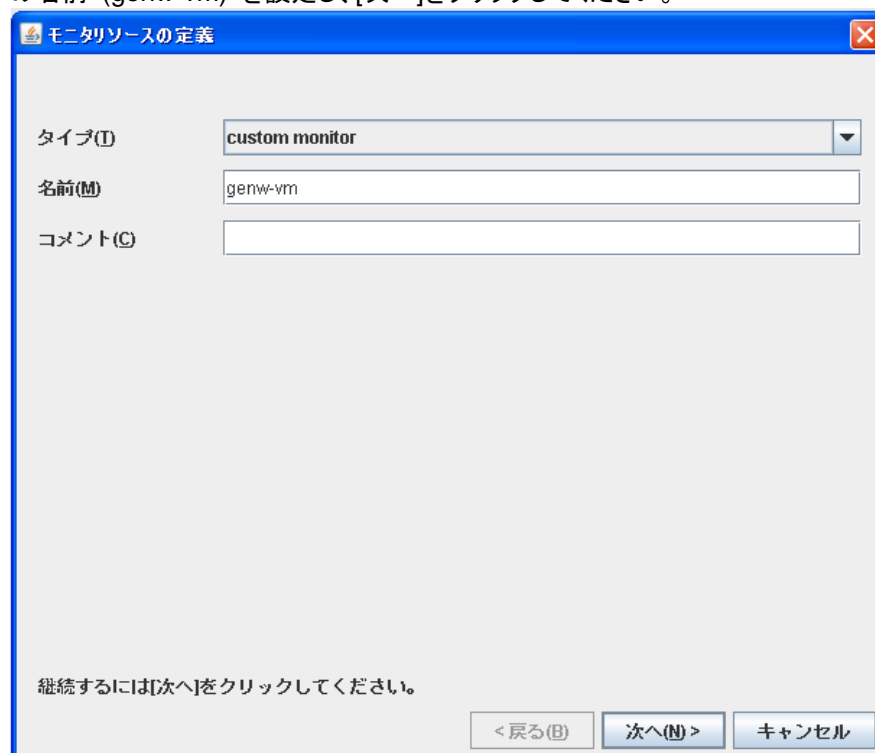 モニタリソースの定義
タイプ(T) custom monitor
名前(M) genw-vm
コメント(C)
継続するには[次へ]をクリックしてください。
<戻る(B) 次へ(N)> キャンセル